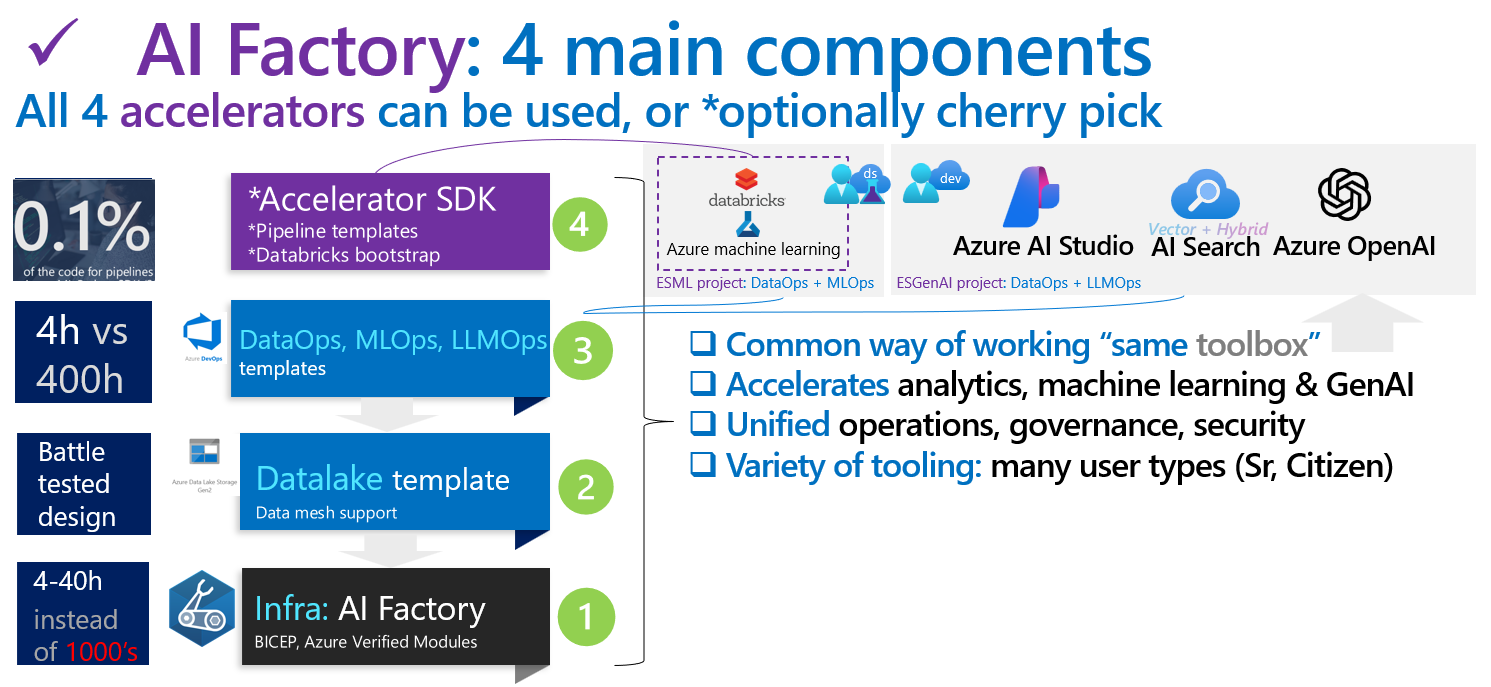 ✓ AI Factory: 4 main components
All 4 accelerators can be used, or *optionally cherry pick
0.1%
of the code for pipelines
*Accelerator SDK
*Pipeline templates
*Databricks bootstrap
4
databricks
Azure machine learning
ds
ESML project: DataOps + MLOps
dev
Azure AI Studio
Vector + Hybrid
AI Search
Azure OpenAI
ESGenAI project: DataOps + LLMOps
4h vs
400h
Azure DevOps
DataOps, MLOps, LLMOps
templates
3
❑ Common way of working “same toolbox”
❑ Accelerates analytics, machine learning & GenAI
❑ Unified operations, governance, security
❑ Variety of tooling: many user types (Sr, Citizen)
Battle
tested
design
Azure Data Lake Storage
Gen2
Datalake template
Data mesh support
2
4-40h
instead
of 1000’s
Infra: AI Factory
BICEP, Azure Verified Modules
1